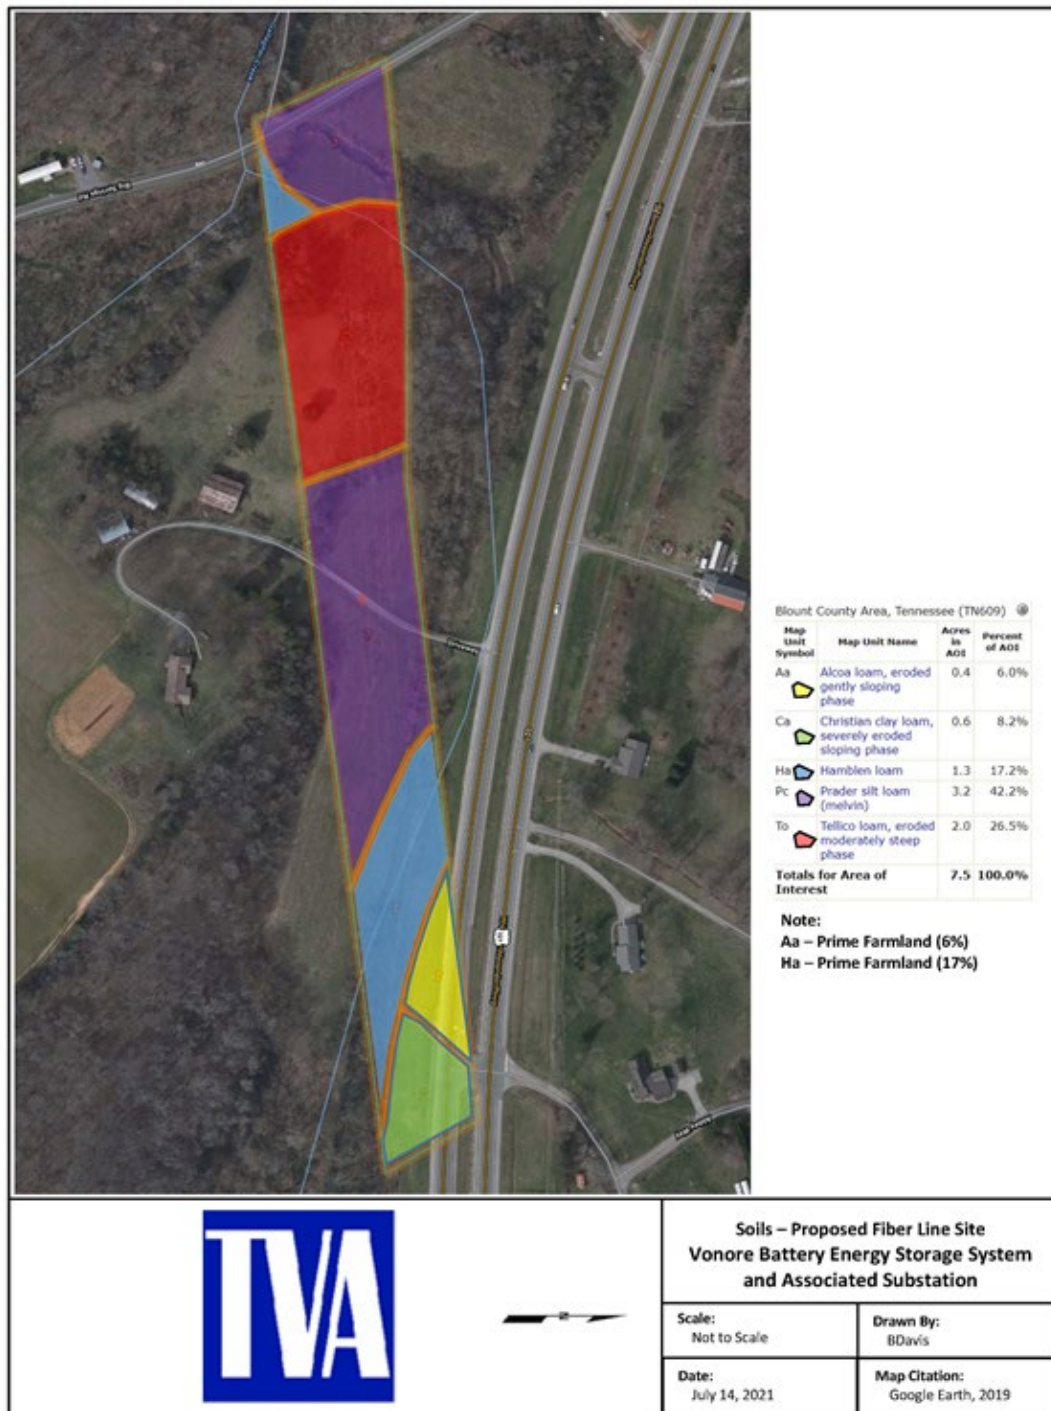 Big Springs Rd
Blount County Area, Tennessee (TN609)
Map Unit Symbol
Map Unit Name
Acres in AOI
Percent of AOI
Aa
Alcoa loam, eroded gently sloping phase
0.4
6.0%
Ca
Christian clay loam, severely eroded sloping phase
0.6
8.2%
Ha
Hamblen loam
1.3
17.2%
Pc
Prader silt loam (melvin)
3.2
42.2%
To
Tellico loam, eroded moderately steep phase
2.0
26.5%
Totals for Area of Interest
7.5
100.0%
Note:
Aa – Prime Farmland (6%)
Ha – Prime Farmland (17%)
TVA
Soils – Proposed Fiber Line Site
Vonore Battery Energy Storage System
and Associated Substation
Scale:
Not to Scale
Drawn By:
BDavis
Date:
July 14, 2021
Map Citation:
Google Earth, 2019